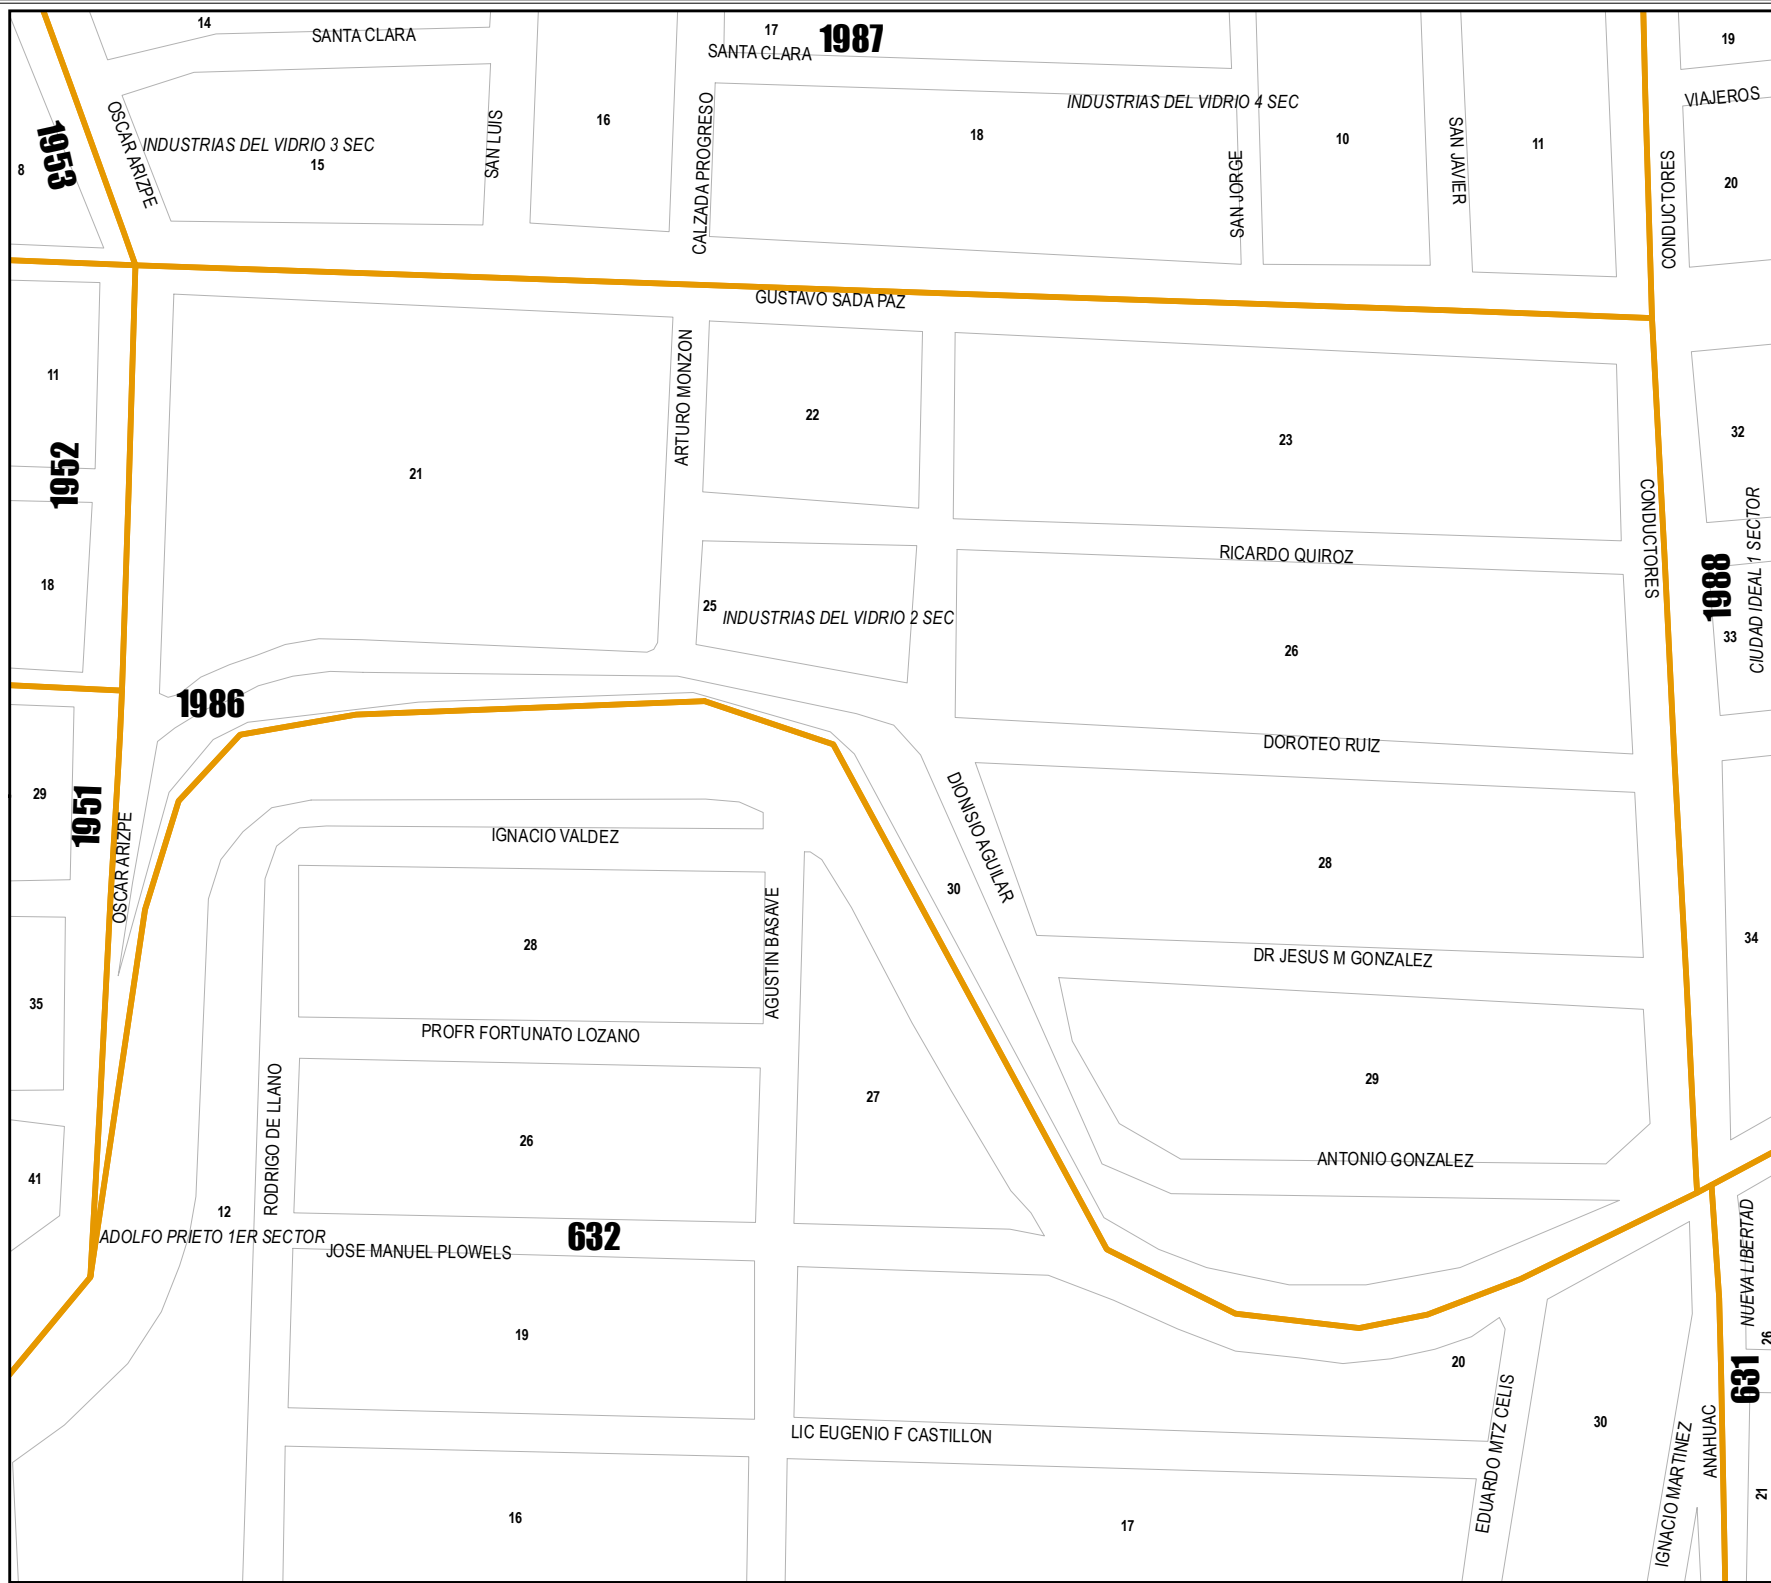 14
SANTA CLARA
17
1987
SANTA CLARA
19
VIAJEROS
INDUSTRIAS DEL VIDRIO 4 SEC
1953
OSCAR ARIZPE
INDUSTRIAS DEL VIDRIO 3 SEC
15
SAN LUIS
16
CALZADA PROGRESO
18
SAN JORGE
10
SAN JAVIER
11
CONDUCTORES
20
8
GUSTAVO SADA PAZ
11
1952
21
ARTURO MONZON
22
23
32
CONDUCTORES
CIUDAD IDEAL 1 SECTOR
1988
RICARDO QUIROZ
18
25
INDUSTRIAS DEL VIDRIO 2 SEC
26
33
1986
DOROTEO RUIZ
29
1951
OSCAR ARIZPE
IGNACIO VALDEZ
DIONISIO AGUILAR
28
30
AGUSTIN BASAVE
28
34
DR JESUS M GONZALEZ
35
PROFR FORTUNATO LOZANO
29
27
RODRIGO DE LLANO
26
ANTONIO GONZALEZ
41
12
ADOLFO PRIETO 1ER SECTOR
632
JOSE MANUEL PLOWELS
NUEVA LIBERTAD
26
19
20
631
EDUARDO MTZ CELIS
30
LIC EUGENIO F CASTILLON
IGNACIO MARTINEZ
ANAHUAC
21
16
17